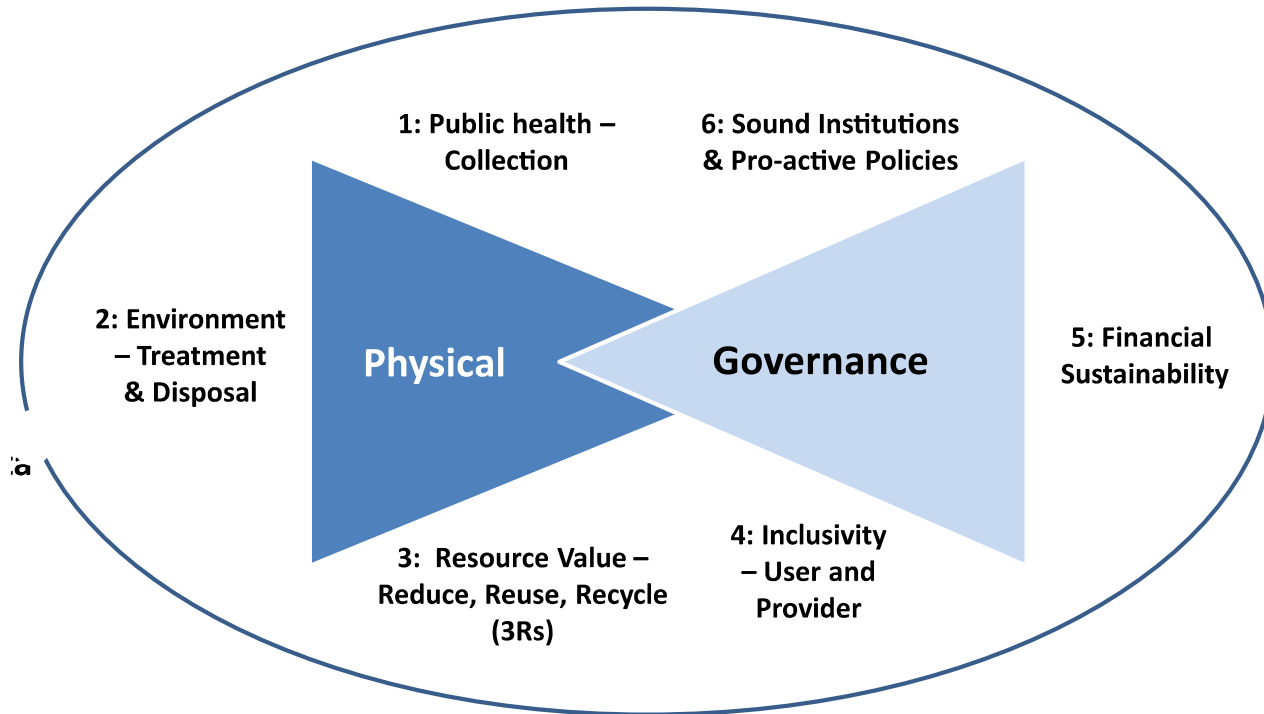 1: Public health –
Collection
6: Sound Institutions
& Pro-active Policies
2: Environment
– Treatment
& Disposal
Physical
Governance
5: Financial
Sustainability
3:  Resource Value –
Reduce, Reuse, Recycle
(3Rs)
4: Inclusivity
– User and
Provider